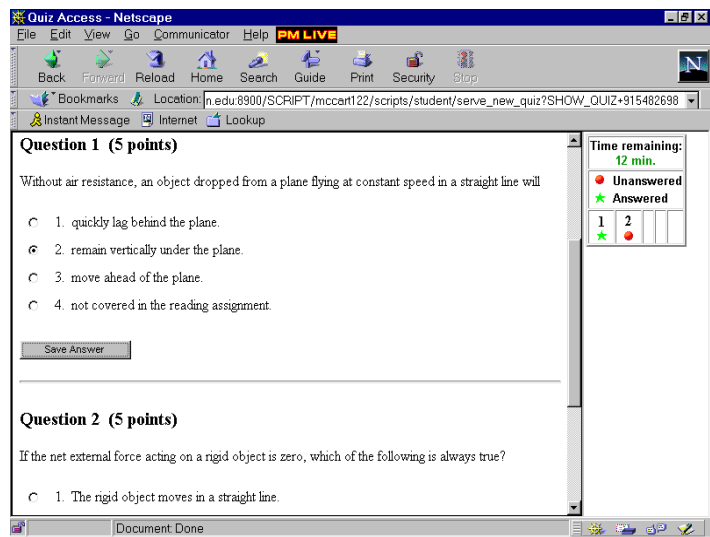 Quiz Access - Netscape
File Edit View Go Communicator Help PM LIVE
Back Forward Reload Home Search Guide Print Security Stop
Bookmarks Location: n.edu:8900/SCRIPT/mccart122/scripts/student/serve_new_quiz?SHOW_QUIZ+915482698
Instant Message Internet Lookup
Question 1 (5 points)
Without air resistance, an object dropped from a plane flying at constant speed in a straight line will
1. quickly lag behind the plane.
2. remain vertically under the plane.
3. move ahead of the plane.
4. not covered in the reading assignment.
Save Answer
Question 2 (5 points)
If the net external force acting on a rigid object is zero, which of the following is always true?
1. The rigid object moves in a straight line.
Time remaining:
12 min.
Unanswered
Answered
1 2
N
Document Done